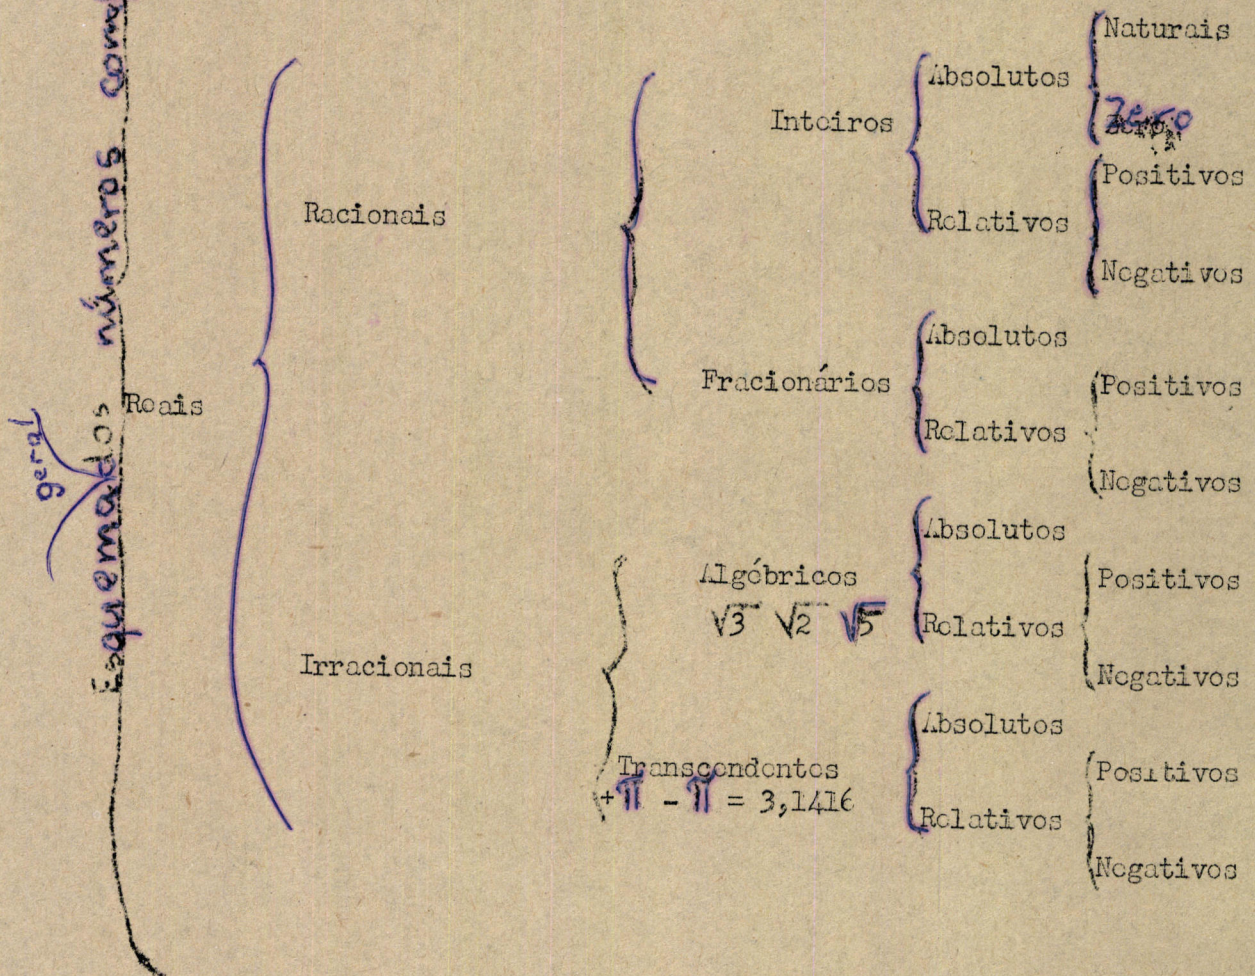 Esquema geral dos números com
Reais
Racionais
Inteiros
Absolutos
Naturais
Zero
Relativos
Positivos
Negativos
Fracionários
Absolutos
Relativos
Positivos
Negativos
Irracionais
Algébricos
√3 √2 √5
Absolutos
Relativos
Positivos
Negativos
Transcendentes
+π -π = 3,1416
Absolutos
Relativos
Positivos
Negativos